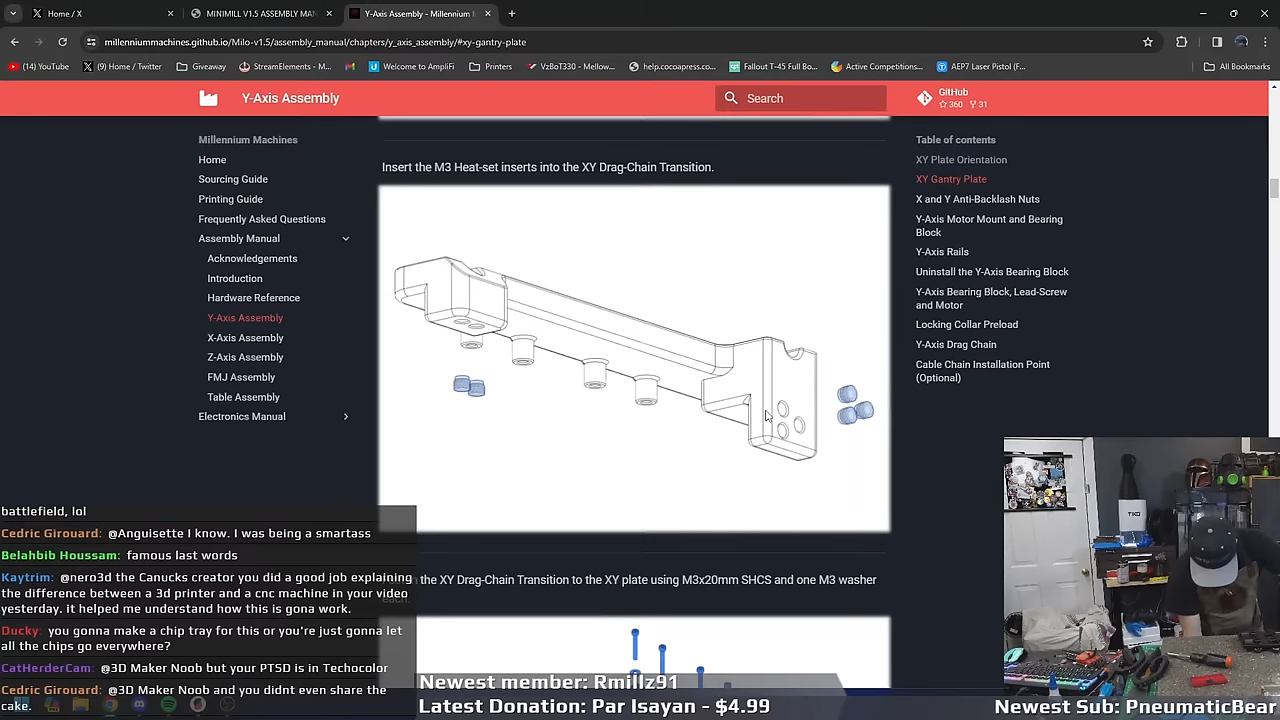 Home / X
MINIMILL V1.5 ASSEMBLY MAN
Y-Axis Assembly - Millennium M
millenniummachines.github.io/Milo-v1.5/assembly_manual/chapters/y_axis_assembly/#xy-gantry-plate
(14) YouTube
(9) Home / Twitter
Giveaway
StreamElements - M...
Welcome to AmpliFi
Printers
VzBoT330 - Mellow...
help.cocoapress.co...
Fallout T-45 Full Bo...
Active Competitions...
AEP7 Laser Pistol (F...
All Bookmarks
Y-Axis Assembly
Search
GitHub
360 31
Millennium Machines
Home
Sourcing Guide
Printing Guide
Frequently Asked Questions
Assembly Manual
Acknowledgements
Introduction
Hardware Reference
Y-Axis Assembly
X-Axis Assembly
Z-Axis Assembly
FMJ Assembly
Table Assembly
Electronics Manual
Insert the M3 Heat-set inserts into the XY Drag-Chain Transition.
the XY Drag-Chain Transition to the XY plate using M3x20mm SHCS and one M3 washer
Table of contents
XY Plate Orientation
XY Gantry Plate
X and Y Anti-Backlash Nuts
Y-Axis Motor Mount and Bearing
Block
Y-Axis Rails
Uninstall the Y-Axis Bearing Block
Y-Axis Bearing Block, Lead-Screw
and Motor
Locking Collar Preload
Y-Axis Drag Chain
Cable Chain Installation Point
(Optional)
battlefield, lol
Cedric Girouard: @Anguisette I know. I was being a smartass
Belahbib Houssam: famous last words
Kaytrim: @nero3d the Canucks creator you did a good job explaining
the difference between a 3d printer and a cnc machine in your video
yesterday. it helped me understand how this is gona work.
Ducky: you gonna make a chip tray for this or you're just gonna let
all the chips go everywhere?
CatHerderCam: @3D Maker Noob but your PTSD is in Techocolor
Cedric Girouard: @3D Maker Noob and you didnt even share the
cake.
Newest member: Rmillz91
Latest Donation: Par Isayan - $4.99
Newest Sub: PneumaticBear